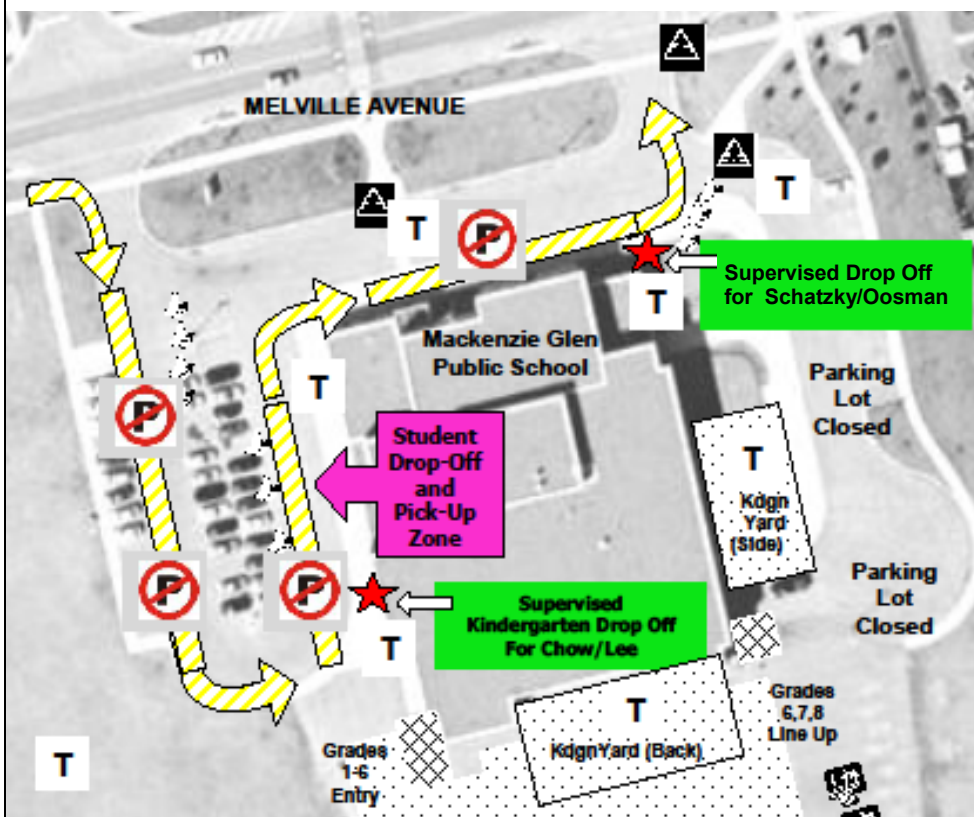 MELVILLE AVENUE
T
T
P
Supervised Drop Off
for Schatzky/Oosman
T
Mackenzie Glen
Public School
T
Parking
Lot
Closed
P
Student
Drop-Off
and
Pick-Up
Zone
T
Kdgn
Yard
(Side)
P
P
Parking
Lot
Closed
Supervised
Kindergarten Drop Off
For Chow/Lee
T
Grades
6,7,8
Line Up
T
KdgnYard (Back)
Grades
1-6
Entry
T